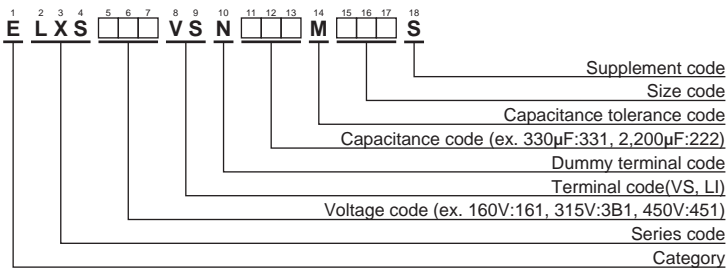 1 2 3 4 5 6 7 8 9 10 11 12 13 14 15 16 17 18
E L X S □□□ V S N □□□ M □□□ S
Supplement code
Size code
Capacitance tolerance code
Capacitance code (ex. 330µF:331, 2,200µF:222)
Dummy terminal code
Terminal code(VS, LI)
Voltage code (ex. 160V:161, 315V:3B1, 450V:451)
Series code
Category